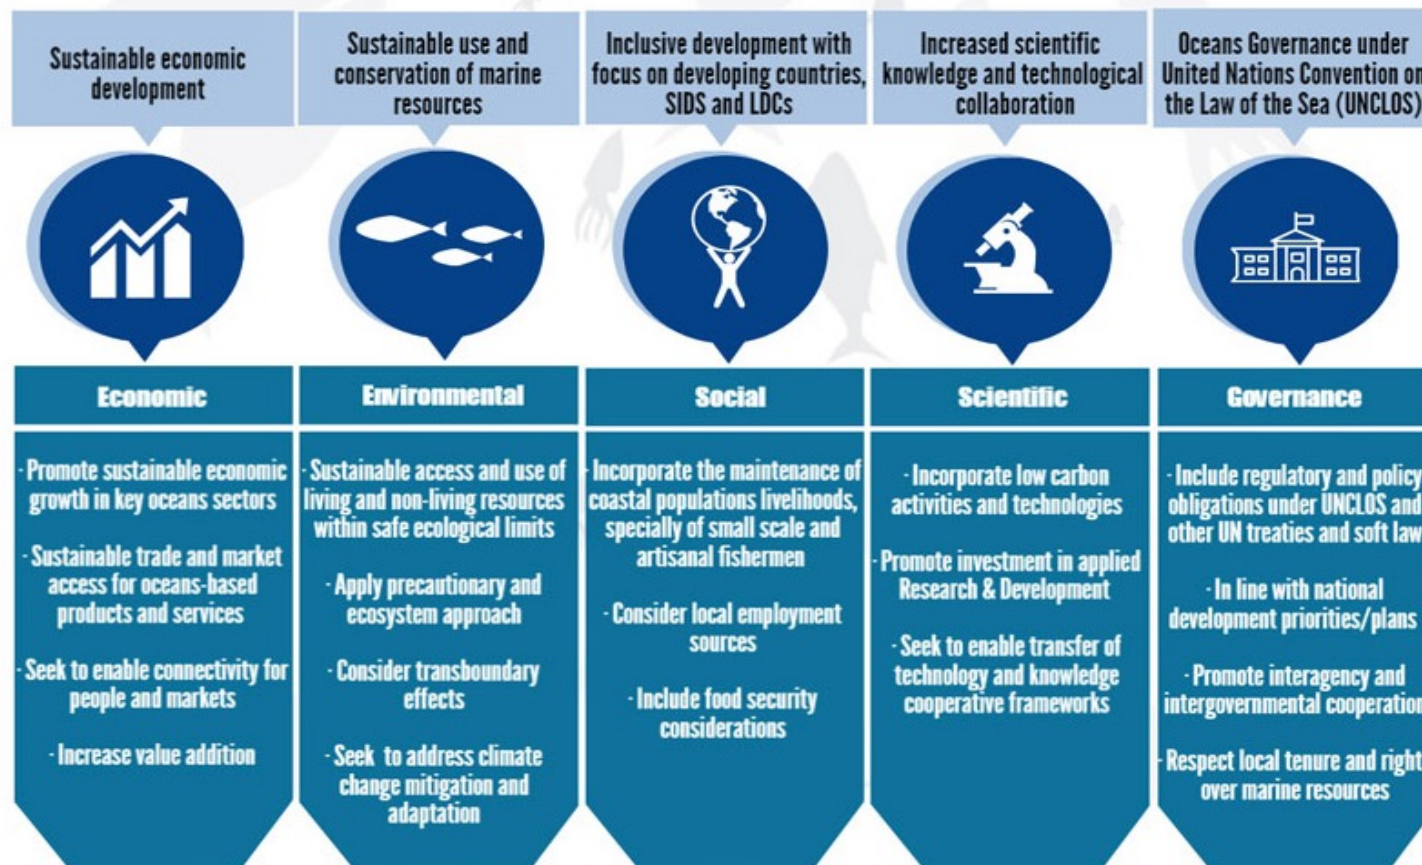 Sustainable economic
development
Sustainable use and
conservation of marine
resources
Inclusive development with
focus on developing countries,
SIDS and LDCs
Increased scientific
knowledge and technological
collaboration
Oceans Governance under
United Nations Convention on
the Law of the Sea (UNCLOS)
Economic
- Promote sustainable economic
growth in key oceans sectors
- Sustainable trade and market
access for oceans-based
products and services
- Seek to enable connectivity for
people and markets
- Increase value addition
Environmental
- Sustainable access and use of
living and non-living resources
within safe ecological limits
- Apply precautionary and
ecosystem approach
- Consider transboundary
effects
- Seek to address climate
change mitigation and
adaptation
Social
- Incorporate the maintenance of
coastal populations livelihoods,
specially of small scale and
artisanal fishermen
- Consider local employment
sources
- Include food security
considerations
Scientific
- Incorporate low carbon
activities and technologies
- Promote investment in applied
Research & Development
- Seek to enable transfer of
technology and knowledge
cooperative frameworks
Governance
- Include regulatory and policy
obligations under UNCLOS and
other UN treaties and soft law
- In line with national
development priorities/plans
- Promote interagency and
intergovernmental cooperation
- Respect local tenure and right
over marine resources